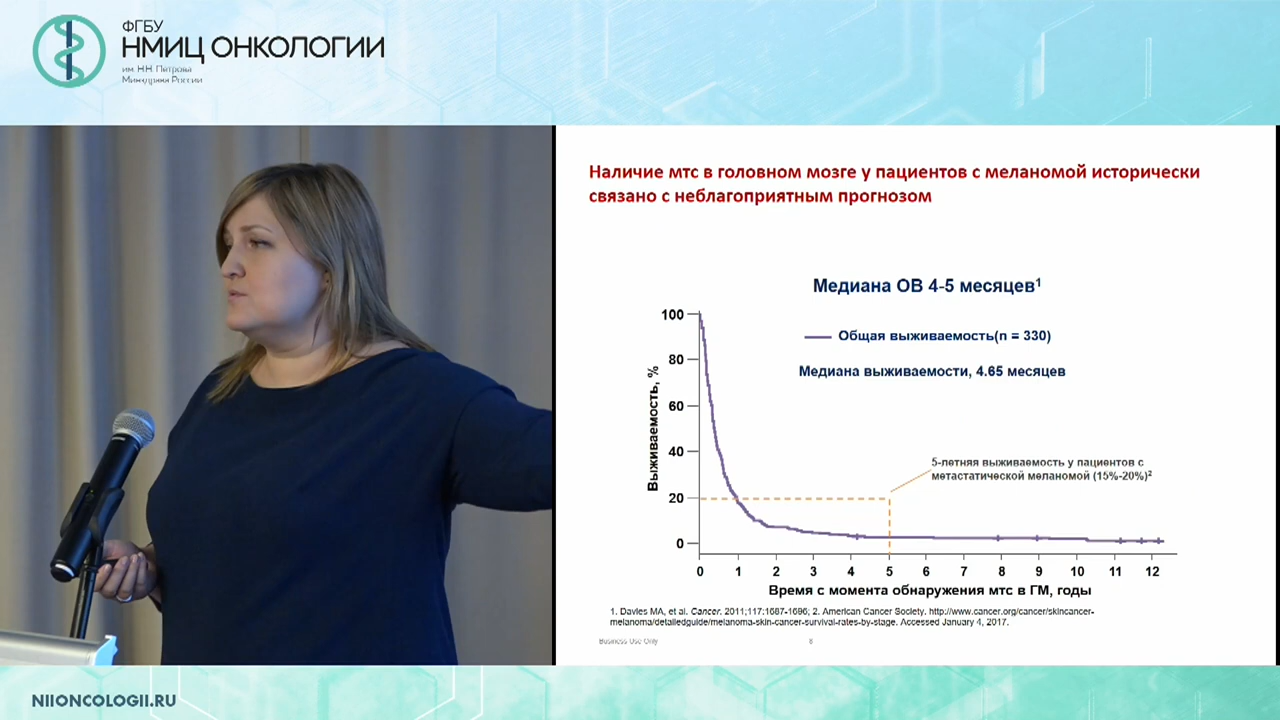 ФГБУ
НМИЦ ОНКОЛОГИИ
им. Н.Н. Петрова
Минздрава России
Наличие мтс в головном мозге у пациентов с меланомой исторически
связано с неблагоприятным прогнозом
Медиана ОВ 4-5 месяцев¹
100
80
60
40
20
0
Выживаемость, %
Общая выживаемость(n = 330)
Медиана выживаемости, 4.65 месяцев
5-летняя выживаемость у пациентов с
метастатической меланомой (15%-20%)²
0 1 2 3 4 5 6 7 8 9 10 11 12
Время с момента обнаружения мтс в ГМ, годы
1. Davies MA, et al. Cancer. 2011;117:1687-1696; 2. American Cancer Society. http://www.cancer.org/cancer/skincancer-
melanoma/detailedguide/melanoma-skin-cancer-survival-rates-by-stage. Accessed January 4, 2017.
Business Use Only
8
NIIONCOLOGII.RU